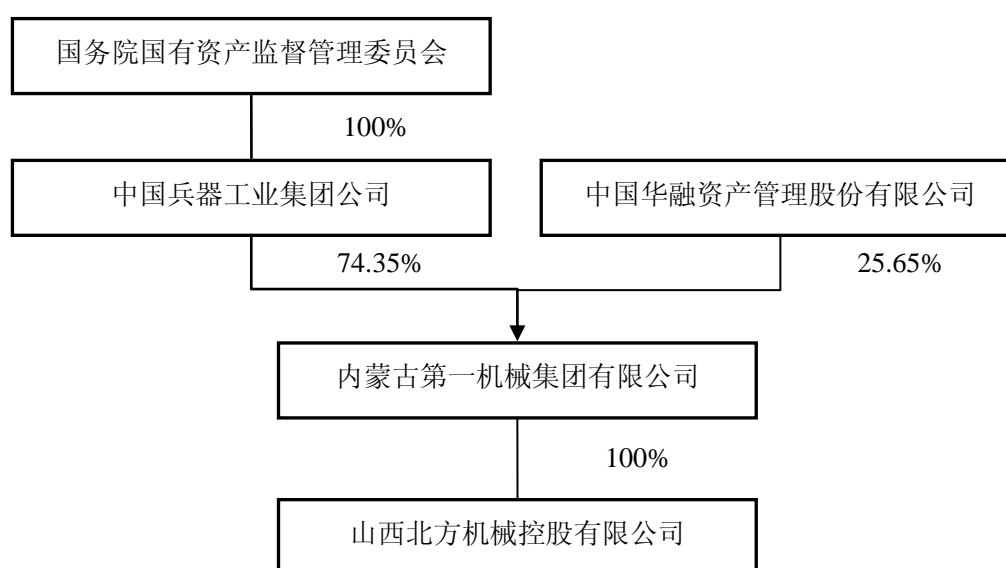 国务院国有资产监督管理委员会
100%
中国兵器工业集团公司
中国华融资产管理股份有限公司
74.35%
25.65%
内蒙古第一机械集团有限公司
100%
山西北方机械控股有限公司